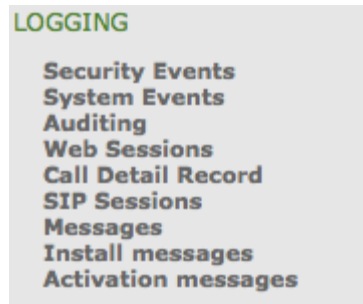 LOGGING
Security Events
System Events
Auditing
Web Sessions
Call Detail Record
SIP Sessions
Messages
Install messages
Activation messages